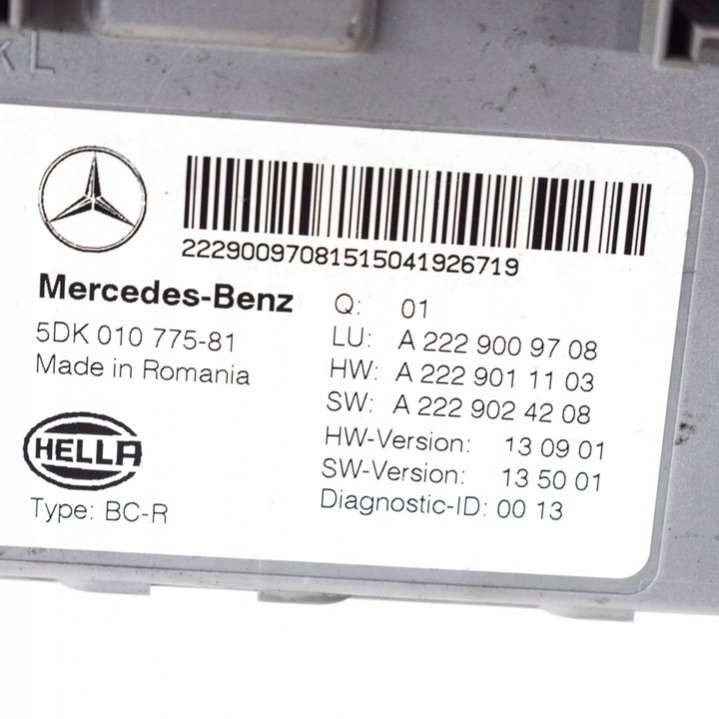 KL
22290097081515041926719
Mercedes-Benz
5DK 010 775-81
Made in Romania
HELLA
Type: BC-R
Q: 01
LU: A 222 900 97 08
HW: A 222 901 11 03
SW: A 222 902 42 08
HW-Version: 13 09 01
SW-Version: 13 50 01
Diagnostic-ID: 00 13